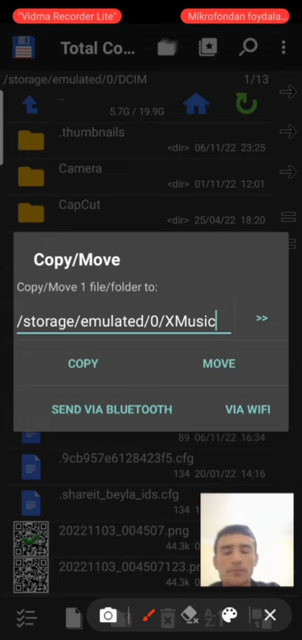 "Vidma Recorder Lite"
Mikrofondan foydala...
Total Co...
/storage/emulated/0/DCIM 1/13
..
5.7G / 19.9G
.thumbnails
<dir> 06/11/22 23:25
Camera
<dir> 01/11/22 12:01
CapCut
<dir> 25/04/22 18:20
Copy/Move
Copy/Move 1 file/folder to:
/storage/emulated/0/XMusic >>
COPY MOVE
SEND VIA BLUETOOTH VIA WIFI
89 06/11/22 16:34
.9cb957e6128423f5.cfg
134 20/01/22 14:16
.shareit_beyla_ids.cfg
134
20221103_004507.png
44.3k
20221103_004507123.pn
44.3k